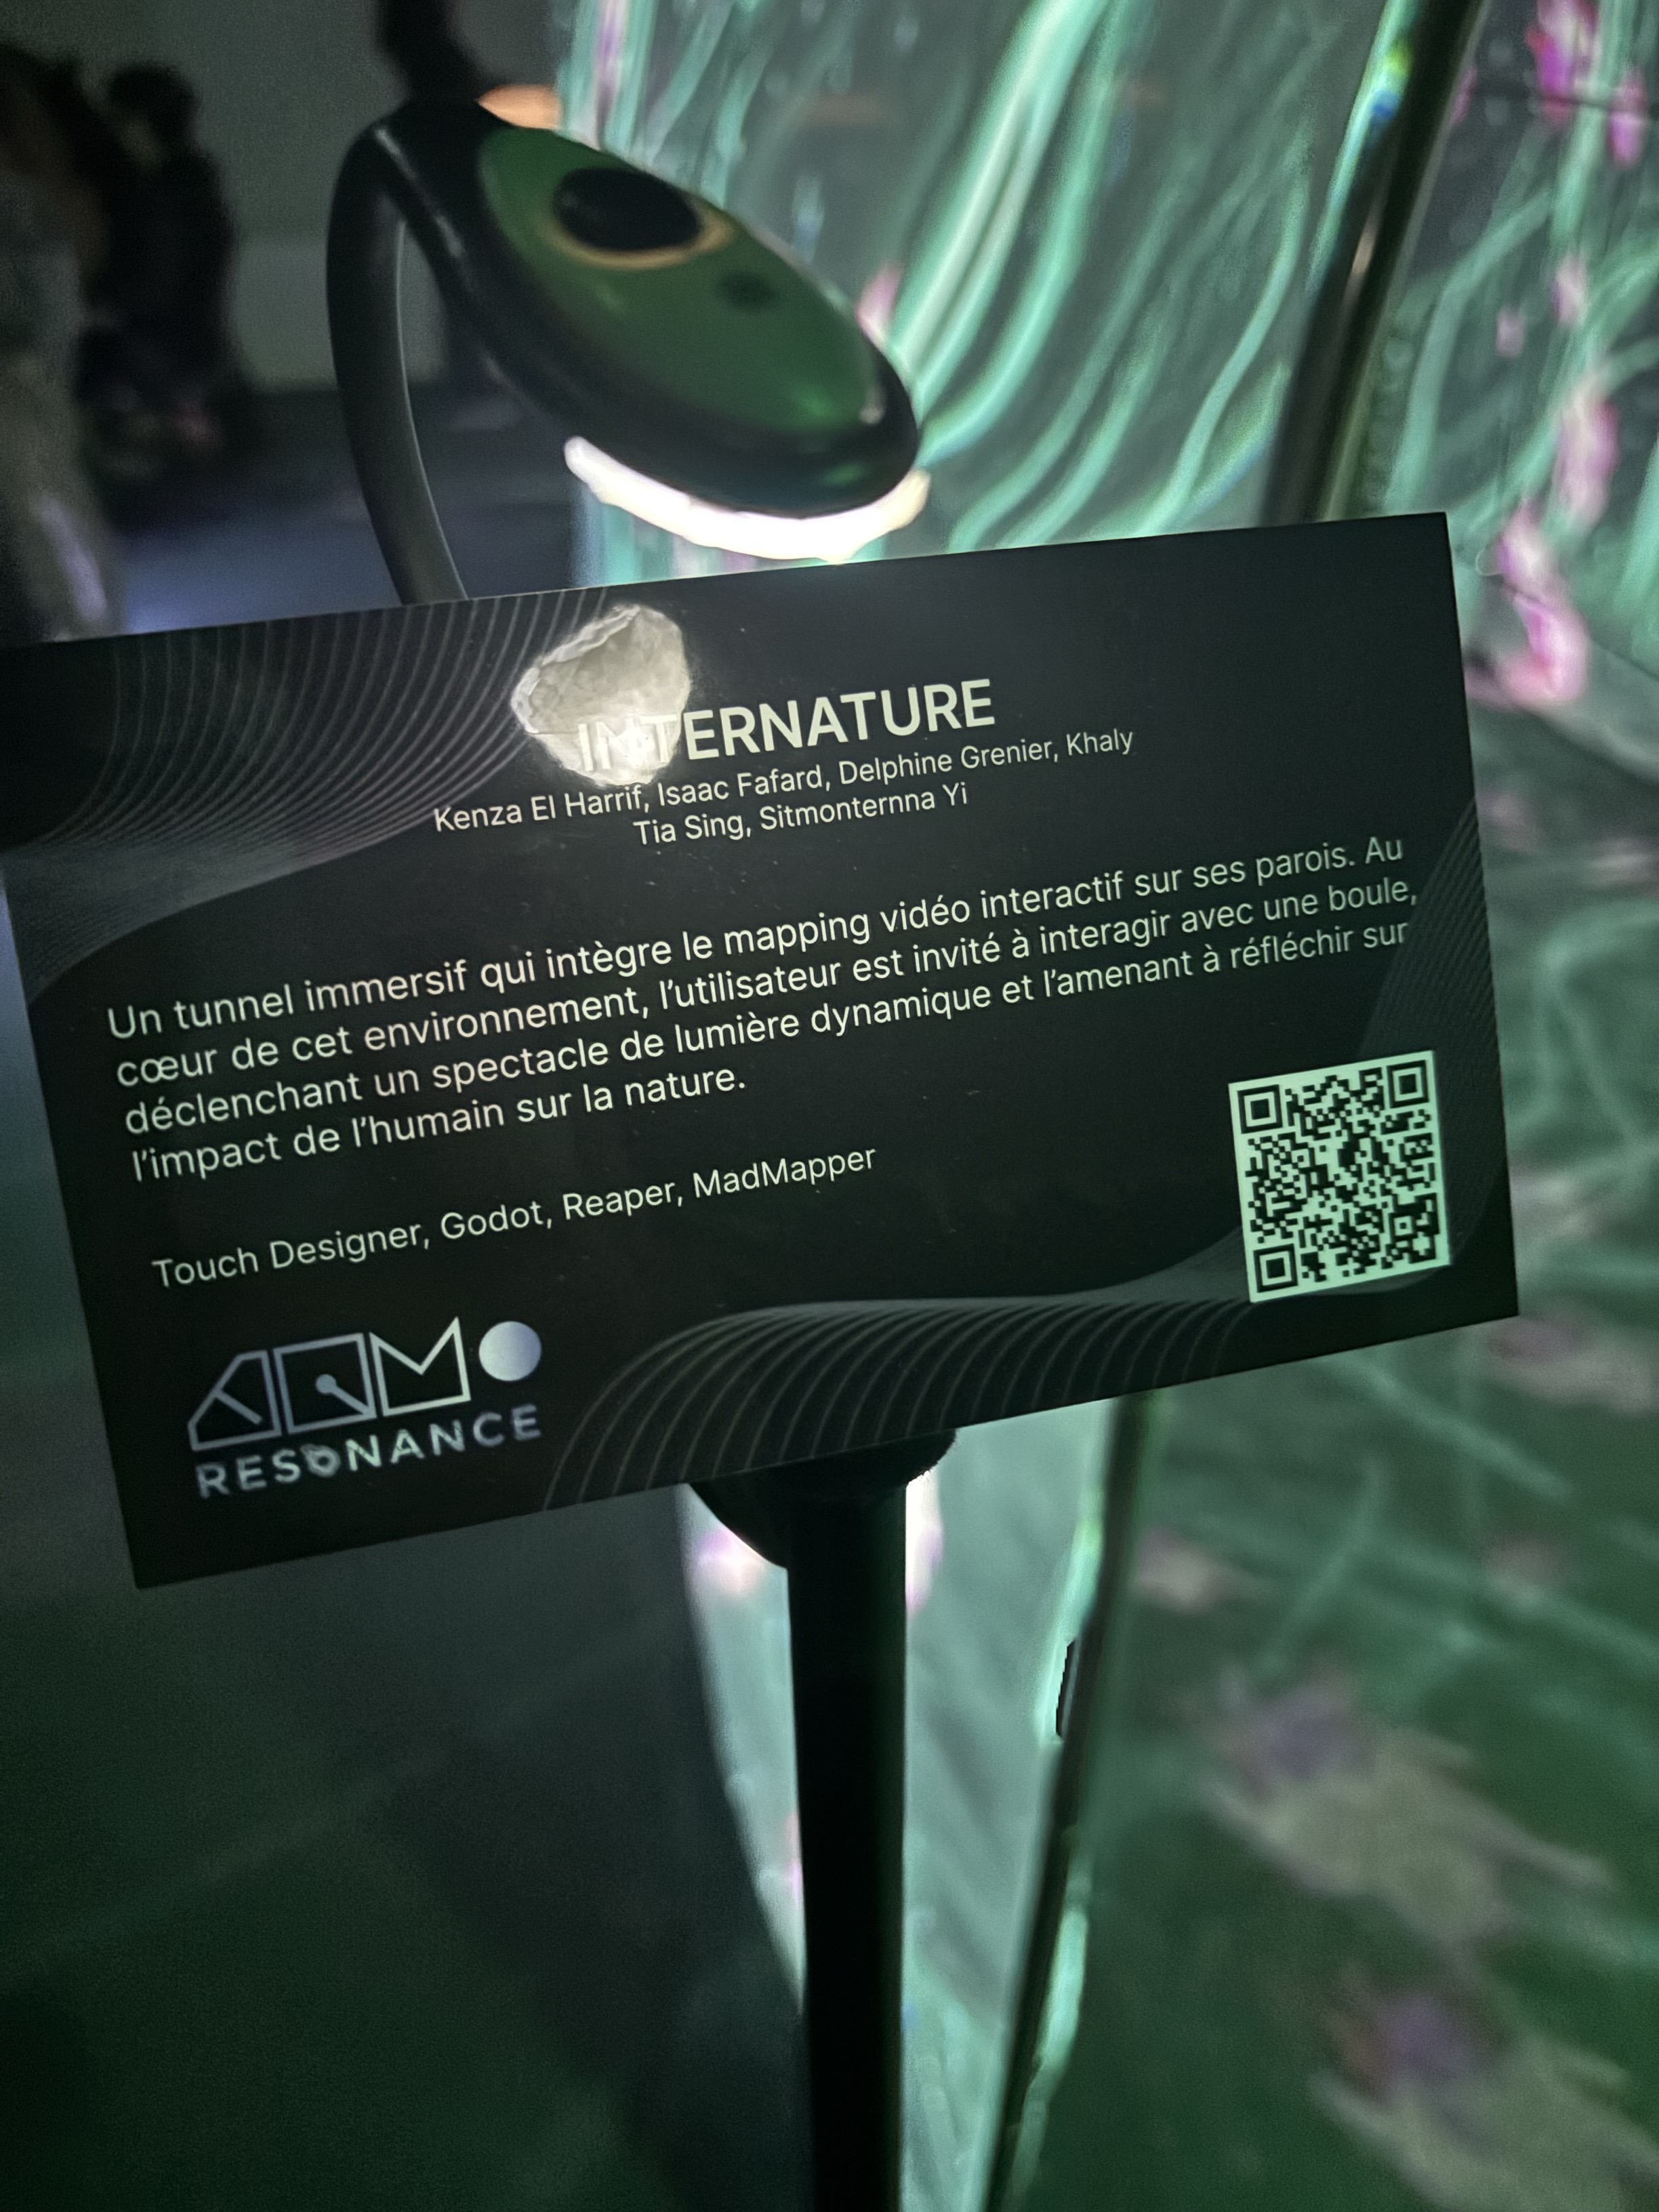 INTERNATURE
Kenza El Harrif, Isaac Fafard, Delphine Grenier, Khaly
Tia Sing, Sitmonternna Yi
Un tunnel immersif qui intègre le mapping vidéo interactif sur ses parois. Au
cœur de cet environnement, l'utilisateur est invité à interagir avec une boule,
déclenchant un spectacle de lumière dynamique et l'amenant à réfléchir sur
l'impact de l'humain sur la nature.
Touch Designer, Godot, Reaper, MadMapper
RESONANCE